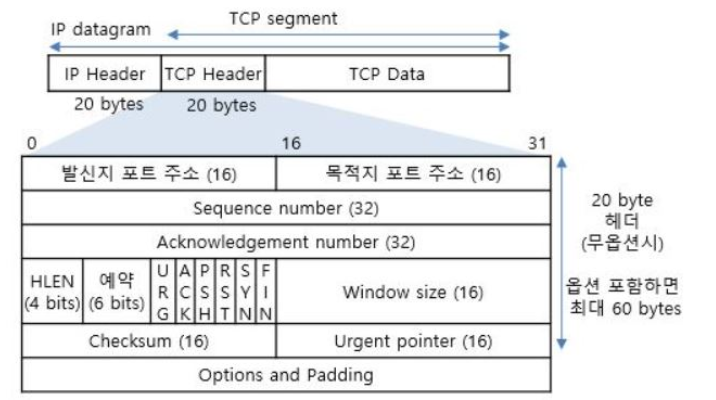 TCP segment
IP datagram
IP Header TCP Header TCP Data
20 bytes 20 bytes
0 16 31
발신지 포트 주소 (16) 목적지 포트 주소 (16)
Sequence number (32)
Acknowledgement number (32)
HLEN (4 bits)
예약 (6 bits)
URG
ACK
PSH
RST
SYN
FIN
Window size (16)
Checksum (16) Urgent pointer (16)
Options and Padding
20 byte
헤더
(무옵션시)
옵션 포함하면
최대 60 bytes